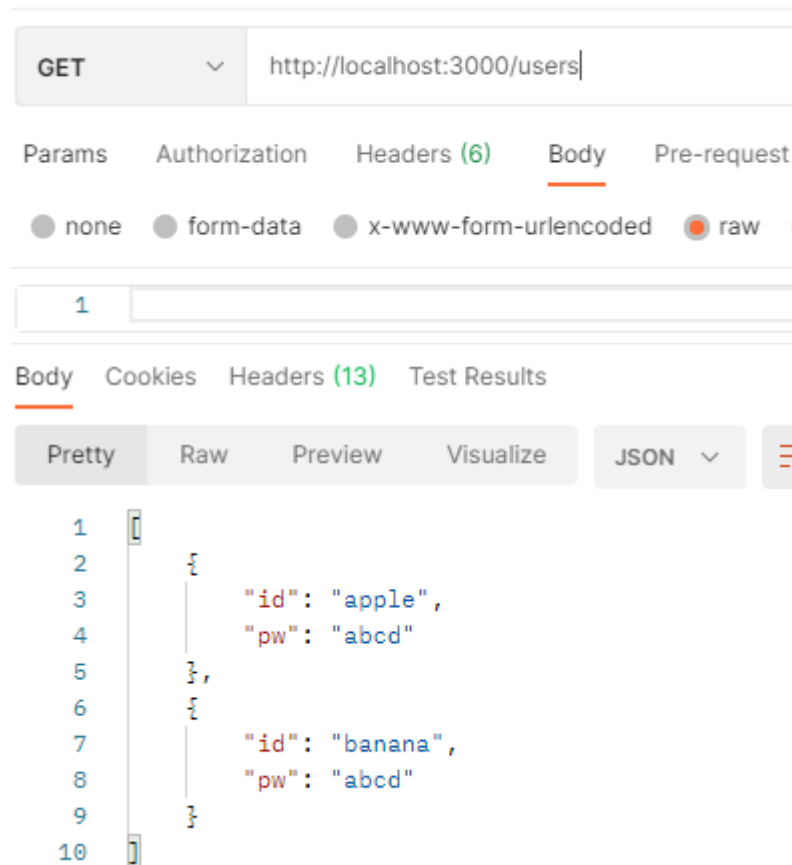 GET http://localhost:3000/users
Params Authorization Headers (6) Body Pre-request
none form-data x-www-form-urlencoded raw
1
Body Cookies Headers (13) Test Results
Pretty Raw Preview Visualize JSON
1 [
2 {
3 "id": "apple",
4 "pw": "abcd"
5 },
6 {
7 "id": "banana",
8 "pw": "abcd"
9 }
10 ]